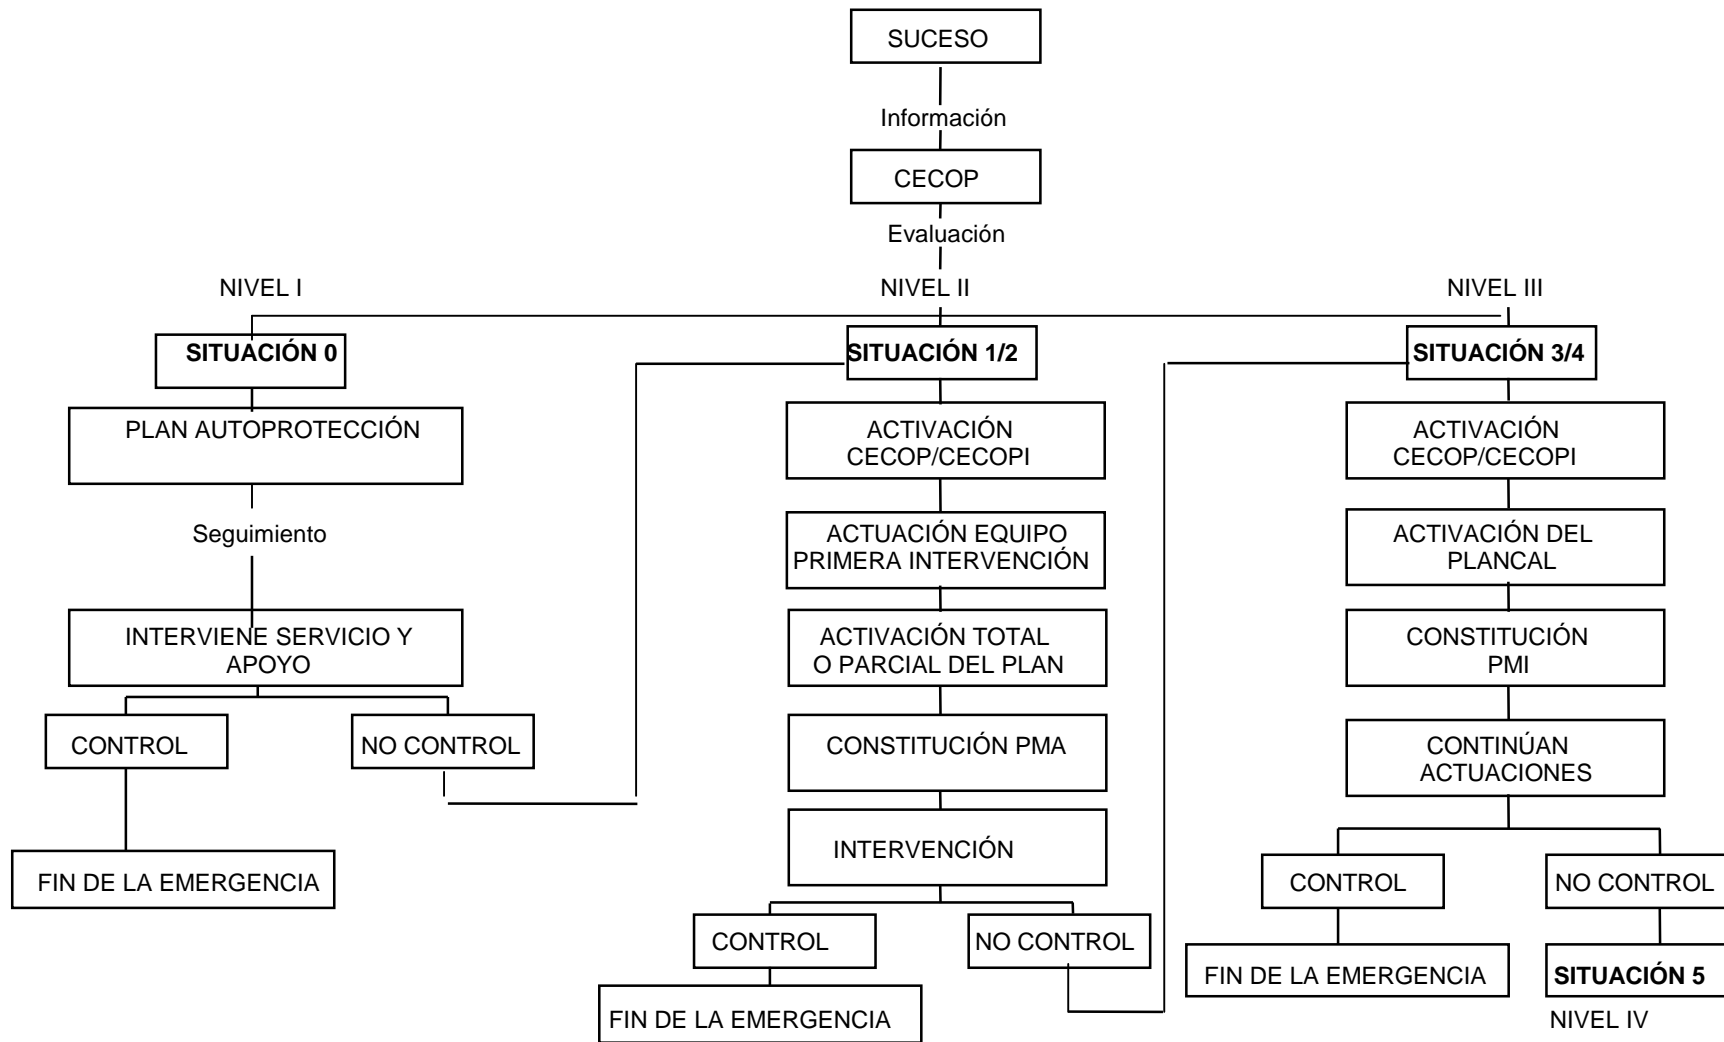 SUCESO
Información
CECOP
Evaluación
NIVEL I
NIVEL II
NIVEL III
SITUACIÓN 0
SITUACIÓN 1/2
SITUACIÓN 3/4
PLAN AUTOPROTECCIÓN
Seguimiento
INTERVIENE SERVICIO Y
APOYO
CONTROL
NO CONTROL
FIN DE LA EMERGENCIA
ACTIVACIÓN
CECOP/CECOPI
ACTUACIÓN EQUIPO
PRIMERA INTERVENCIÓN
ACTIVACIÓN TOTAL
O PARCIAL DEL PLAN
CONSTITUCIÓN PMA
INTERVENCIÓN
CONTROL
NO CONTROL
FIN DE LA EMERGENCIA
ACTIVACIÓN
CECOP/CECOPI
ACTIVACIÓN DEL
PLANCAL
CONSTITUCIÓN
PMI
CONTINÚAN
ACTUACIONES
CONTROL
NO CONTROL
FIN DE LA EMERGENCIA
SITUACIÓN 5
NIVEL IV